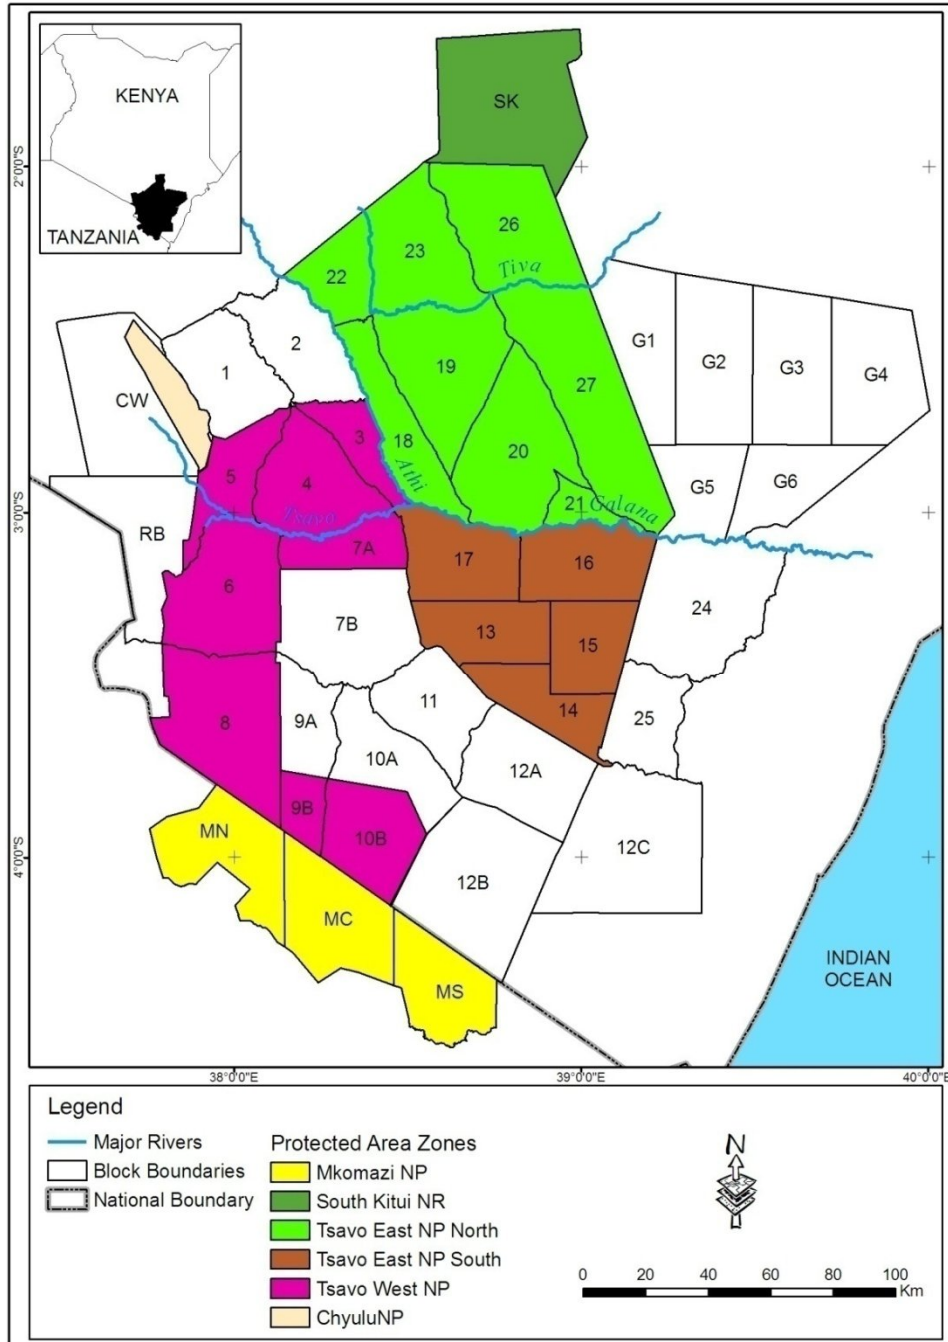 KENYA
TANZANIA
SK
2°0'0"S
26
23
Tiva
22
2
G1
G2
G3
G4
1
19
27
CW
3
18
20
5
4
Athi
G5
G6
21
Galana
3°0'0"S
Tsavo
RB
7A
17
16
6
24
7B
13
15
11
14
8
9A
25
10A
12A
9B
MN
10B
12C
4°0'0"S
12B
MC
INDIAN
OCEAN
MS
38°0'0"E
39°0'0"E
40°0'0"E
Legend
Major Rivers
Block Boundaries
National Boundary
Protected Area Zones
Mkomazi NP
South Kitui NR
Tsavo East NP North
Tsavo East NP South
Tsavo West NP
ChyuluNP
N
0 20 40 60 80 100
Km